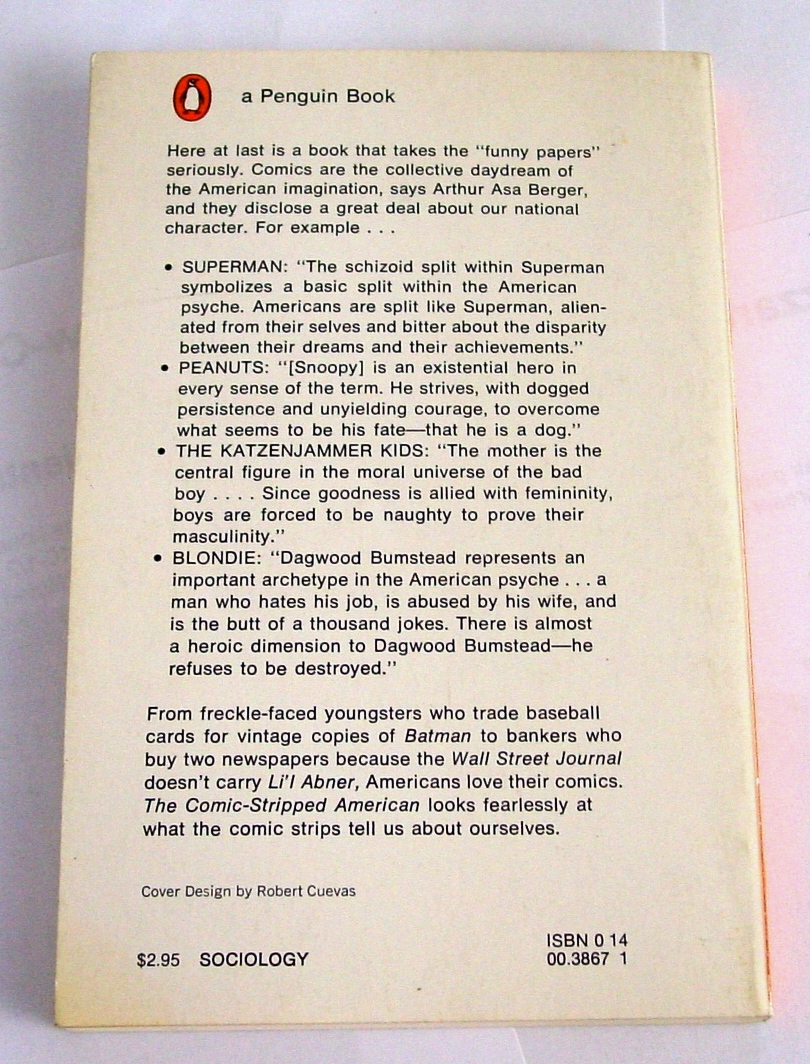 a Penguin Book
Here at last is a book that takes the "funny papers"
seriously. Comics are the collective daydream of
the American imagination, says Arthur Asa Berger,
and they disclose a great deal about our national
character. For example . . .
• SUPERMAN: "The schizoid split within Superman
symbolizes a basic split within the American
psyche. Americans are split like Superman, alien-
ated from their selves and bitter about the disparity
between their dreams and their achievements."
• PEANUTS: "[Snoopy] is an existential hero in
every sense of the term. He strives, with dogged
persistence and unyielding courage, to overcome
what seems to be his fate—that he is a dog."
• THE KATZENJAMMER KIDS: "The mother is the
central figure in the moral universe of the bad
boy . . . . Since goodness is allied with femininity,
boys are forced to be naughty to prove their
masculinity."
• BLONDIE: "Dagwood Bumstead represents an
important archetype in the American psyche . . . a
man who hates his job, is abused by his wife, and
is the butt of a thousand jokes. There is almost
a heroic dimension to Dagwood Bumstead—he
refuses to be destroyed."
From freckle-faced youngsters who trade baseball
cards for vintage copies of Batman to bankers who
buy two newspapers because the Wall Street Journal
doesn't carry Li'l Abner, Americans love their comics.
The Comic-Stripped American looks fearlessly at
what the comic strips tell us about ourselves.
Cover Design by Robert Cuevas
ISBN 0 14
$2.95 SOCIOLOGY 00.3867 1